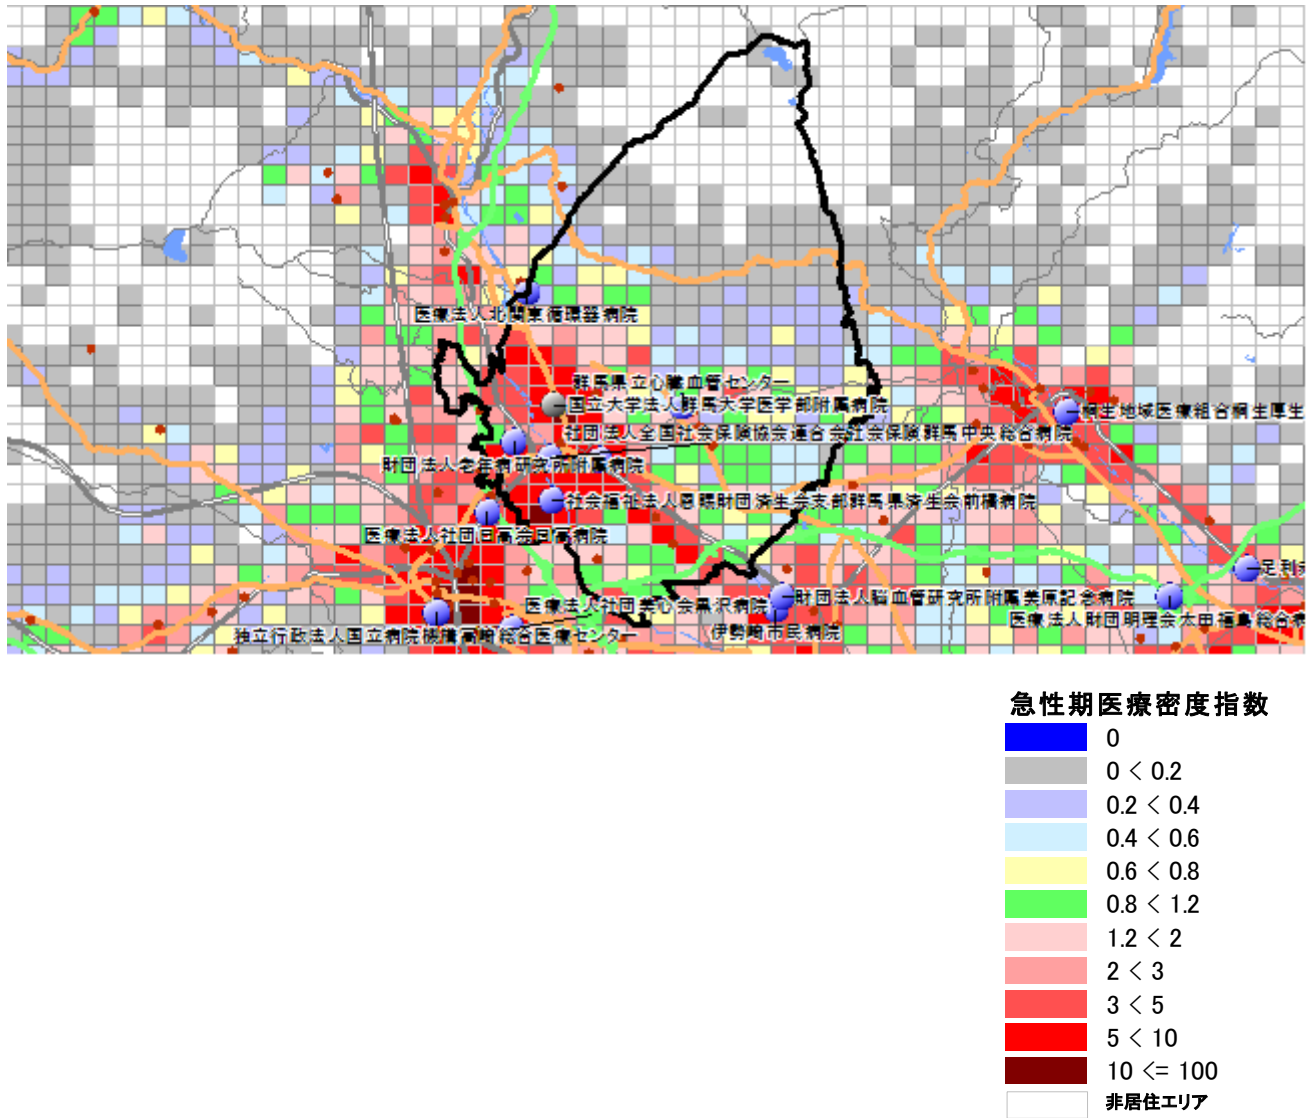 医療法人北関東循環器病院
群馬県立心臓血管センター
国立大学法人群馬大学医学部附属病院
桐生地域医療組合桐生厚生
社団法人全国社会保険協会連合会社会保険群馬中央総合病院
財団法人老年病研究所附属病院
社会福祉法人恩賜財団済生会支部群馬県済生会前橋病院
医療法人社団日高会日高病院
足利赤
医療法人社団美心会黒沢病院
財団法人脳血管研究所附属美原記念病院
医療法人財団明理会太田福島総合病
独立行政法人国立病院機構高崎総合医療センター
伊勢崎市民病院
急性期医療密度指数
0
0 < 0.2
0.2 < 0.4
0.4 < 0.6
0.6 < 0.8
0.8 < 1.2
1.2 < 2
2 < 3
3 < 5
5 < 10
10 <= 100
非居住エリア